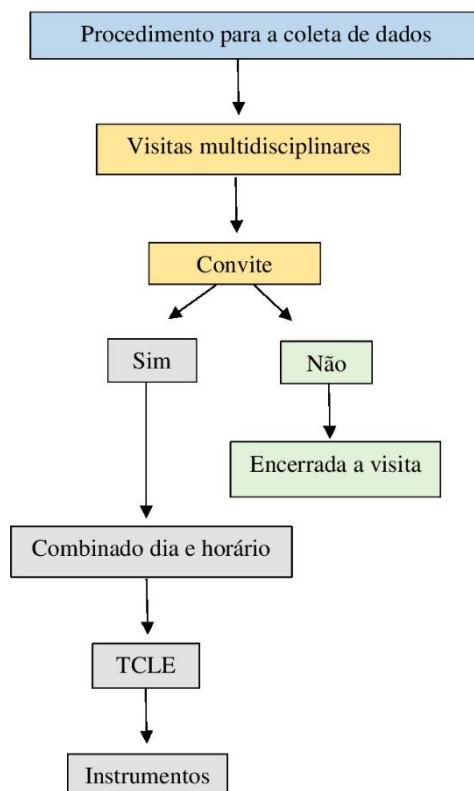 Procedimento para a coleta de dados
Visitas multidisciplinares
Convite
Sim
Não
Encerrada a visita
Combinado dia e horário
TCLE
Instrumentos